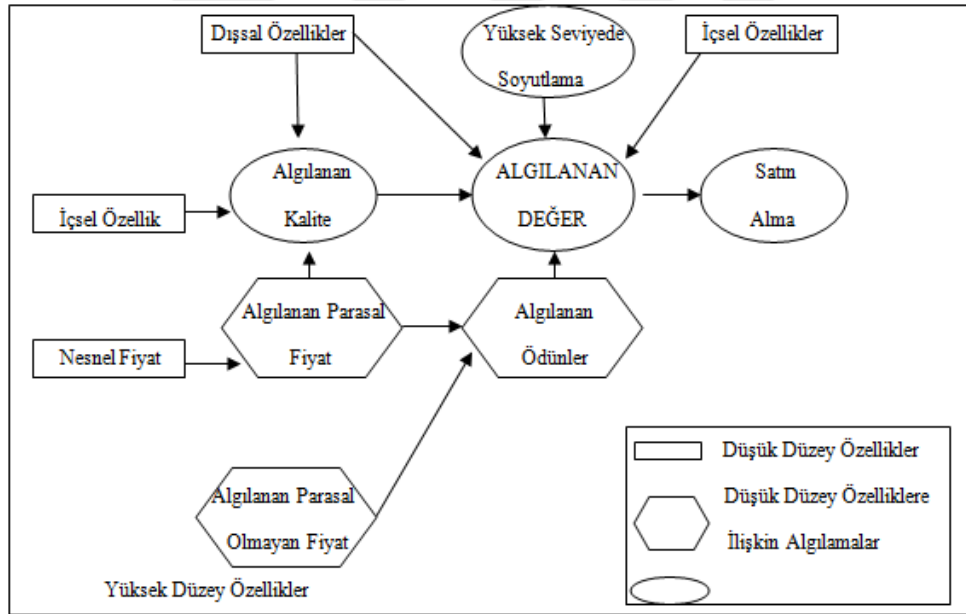 Dışsal Özellikler
Yüksek Seviyede
Soyutlama
İçsel Özellikler
Algılanan
Kalite
ALGILANAN
DEĞER
Satın
Alma
İçsel Özellik
Algılanan Parasal
Fiyat
Algılanan
Ödünler
Nesnel Fiyat
Algılanan Parasal
Olmayan Fiyat
Düşük Düzey Özellikler
Düşük Düzey Özelliklere
İlişkin Algılamalar
Yüksek Düzey Özellikler